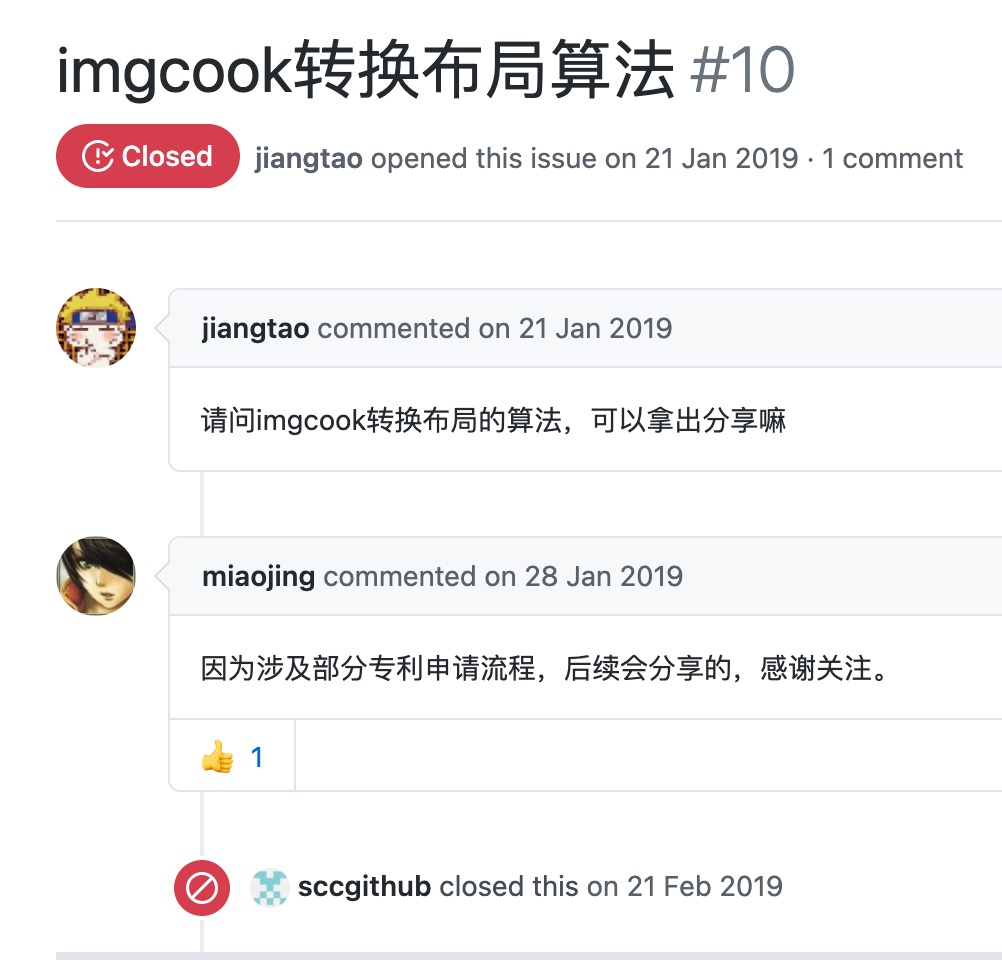 imgcook转换布局算法 #10
Closed jiangtao opened this issue on 21 Jan 2019 · 1 comment
jiangtao commented on 21 Jan 2019
请问imgcook转换布局的算法，可以拿出分享嘛
miaojing commented on 28 Jan 2019
因为涉及部分专利申请流程，后续会分享的，感谢关注。
👍 1
sccgithub closed this on 21 Feb 2019